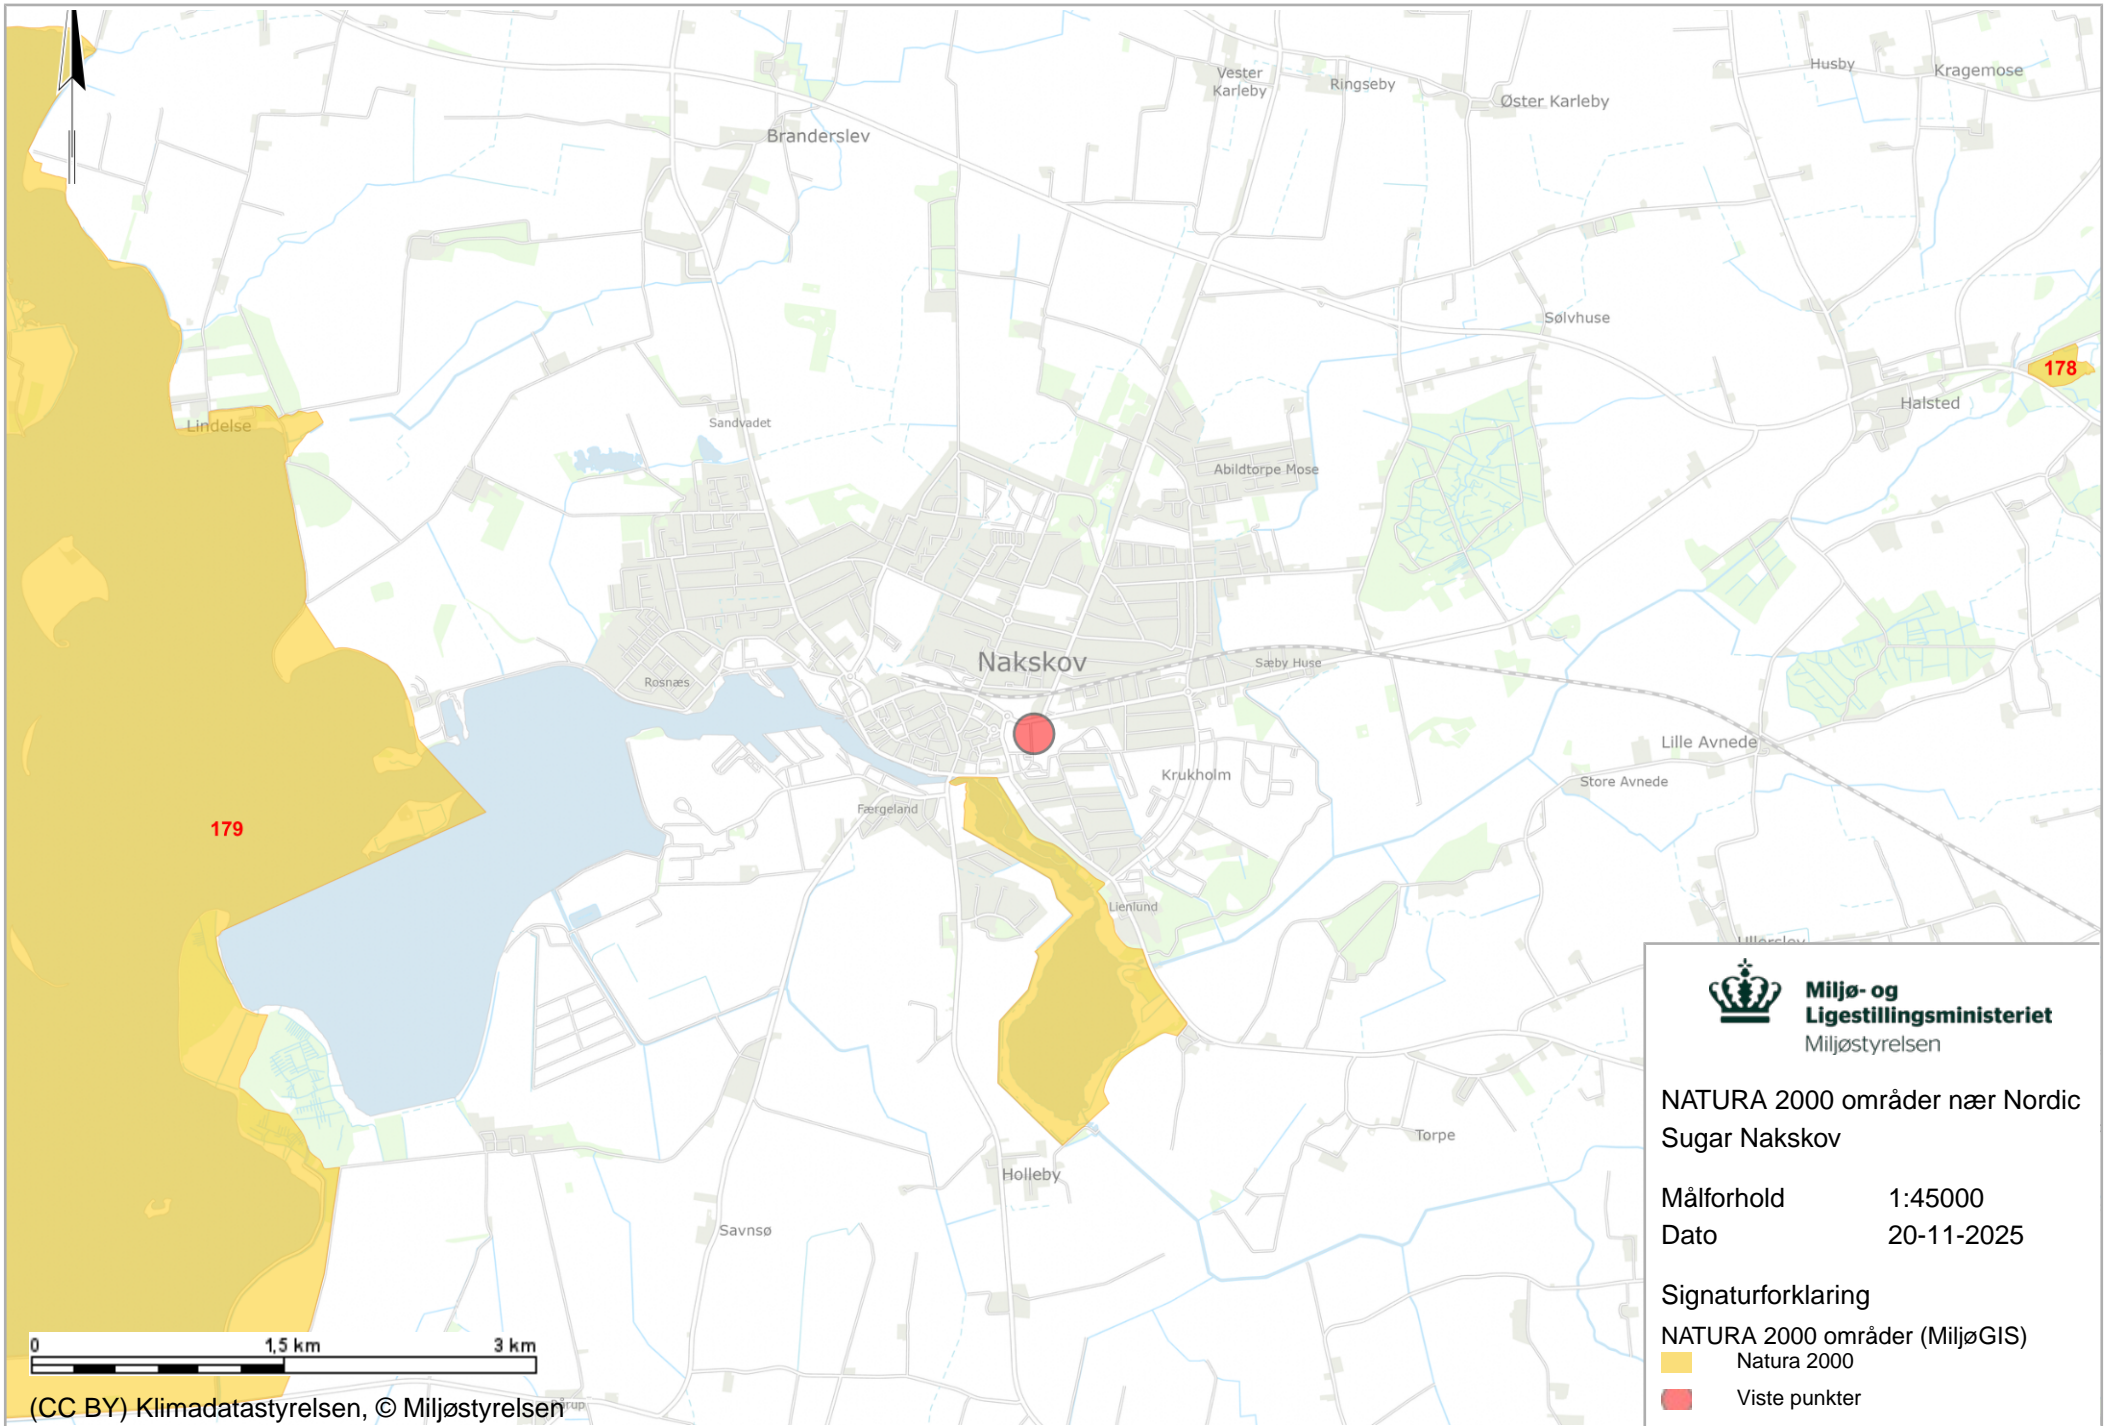 Husby
Kragemose
Vester
Karleby
Ringseby
Øster Karleby
Branderslev
Sølvhuse
178
Halsted
Lindelse
Sandvadet
Abildtorpe Mose
Nakskov
Sæby Huse
Rosnæs
Lille Avnede
Krukholm
Store Avnede
Færgeland
179
Lienlund
Ullerslev
Torpe
Holleby
Savnsø
Miljø- og
Ligestillingsministeriet
Miljøstyrelsen
NATURA 2000 områder nær Nordic
Sugar Nakskov
Målforhold 1:45000
Dato 20-11-2025
Signaturforklaring
NATURA 2000 områder (MiljøGIS)
Natura 2000
Viste punkter
0 1,5 km 3 km
(CC BY) Klimadatastyrelsen, © Miljøstyrelsen